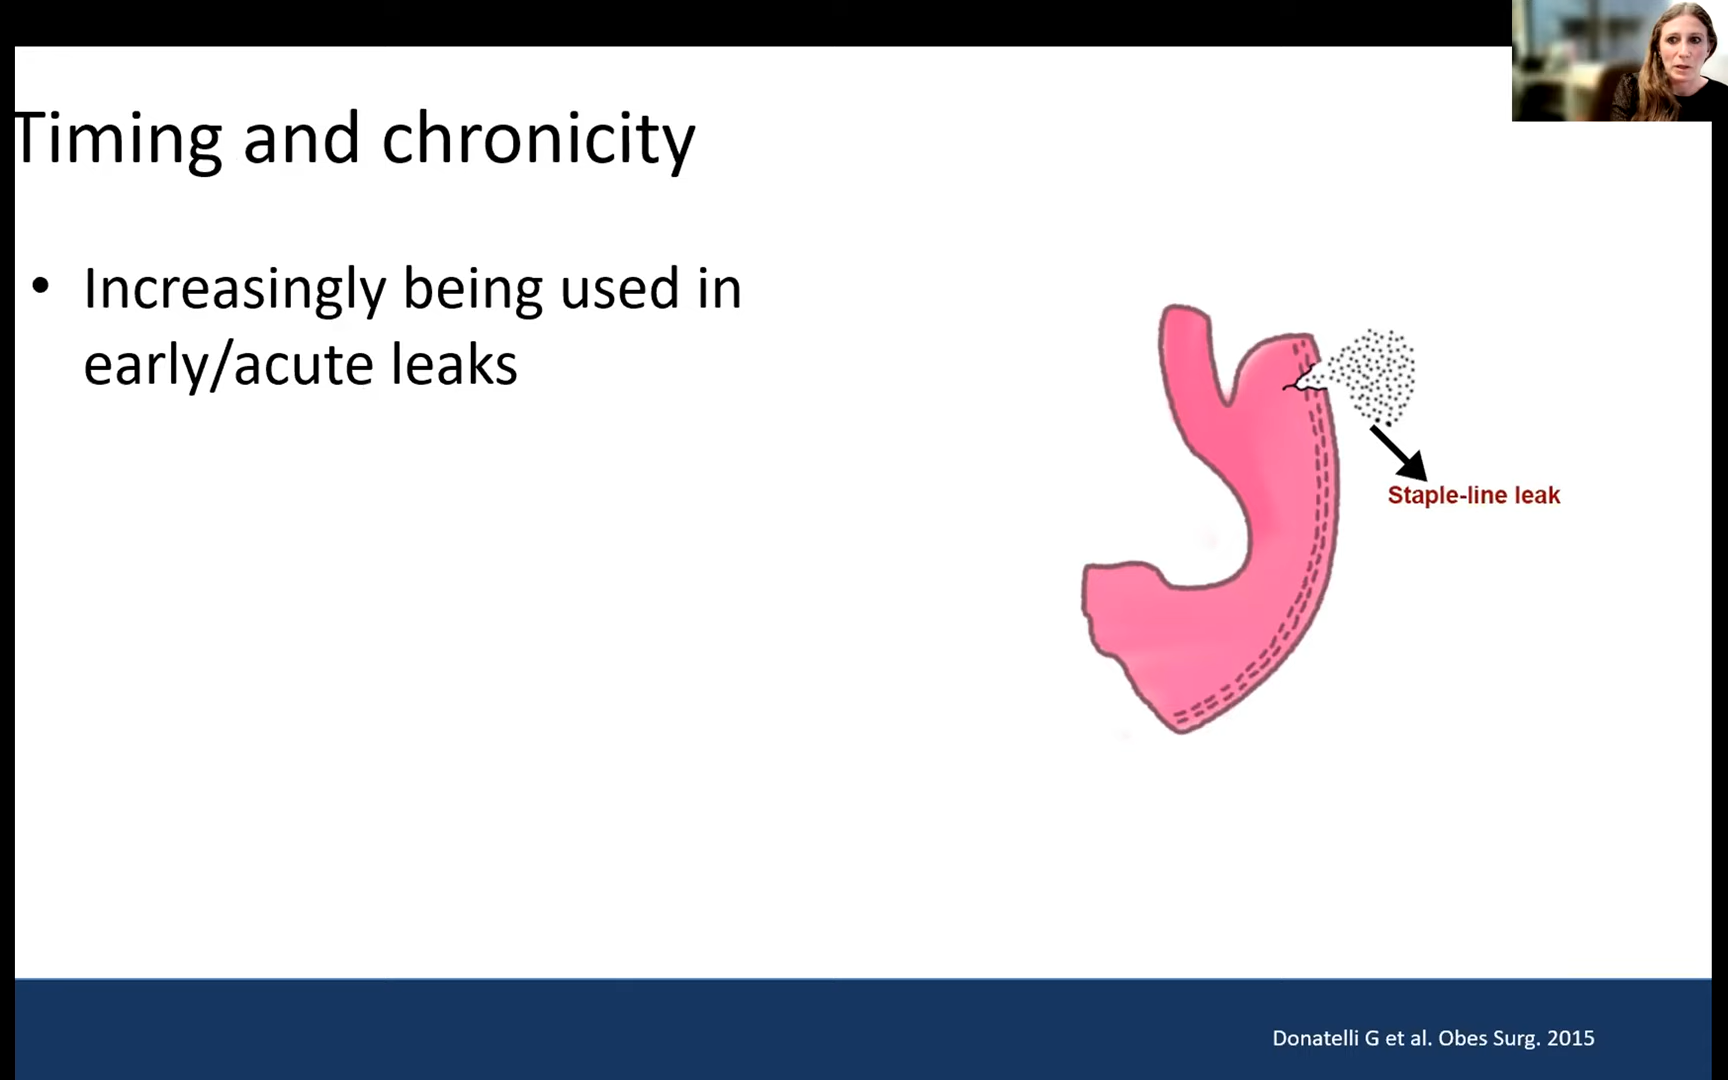 Timing and chronicity
• Increasingly being used in
early/acute leaks
Staple-line leak
Donatelli G et al. Obes Surg. 2015